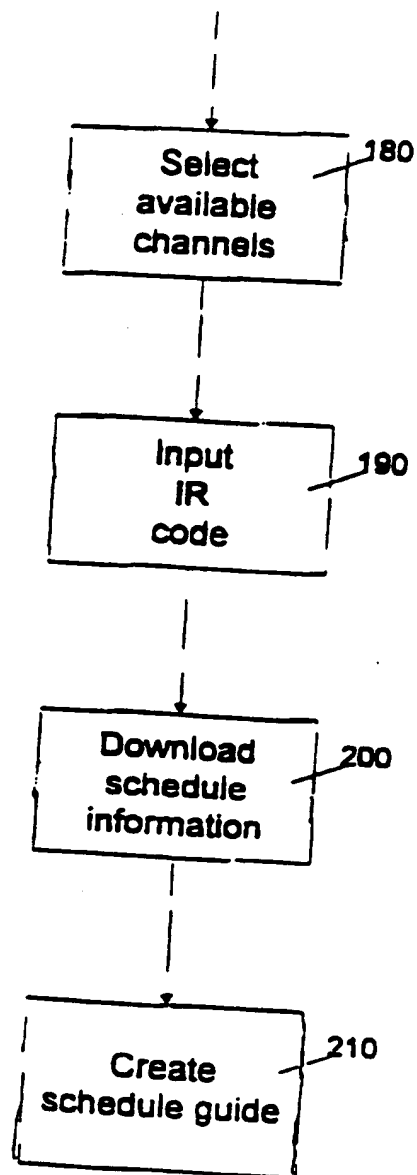 Select 180
available
channels
Input 190
IR
code
Download 200
schedule
information
Create 210
schedule guide